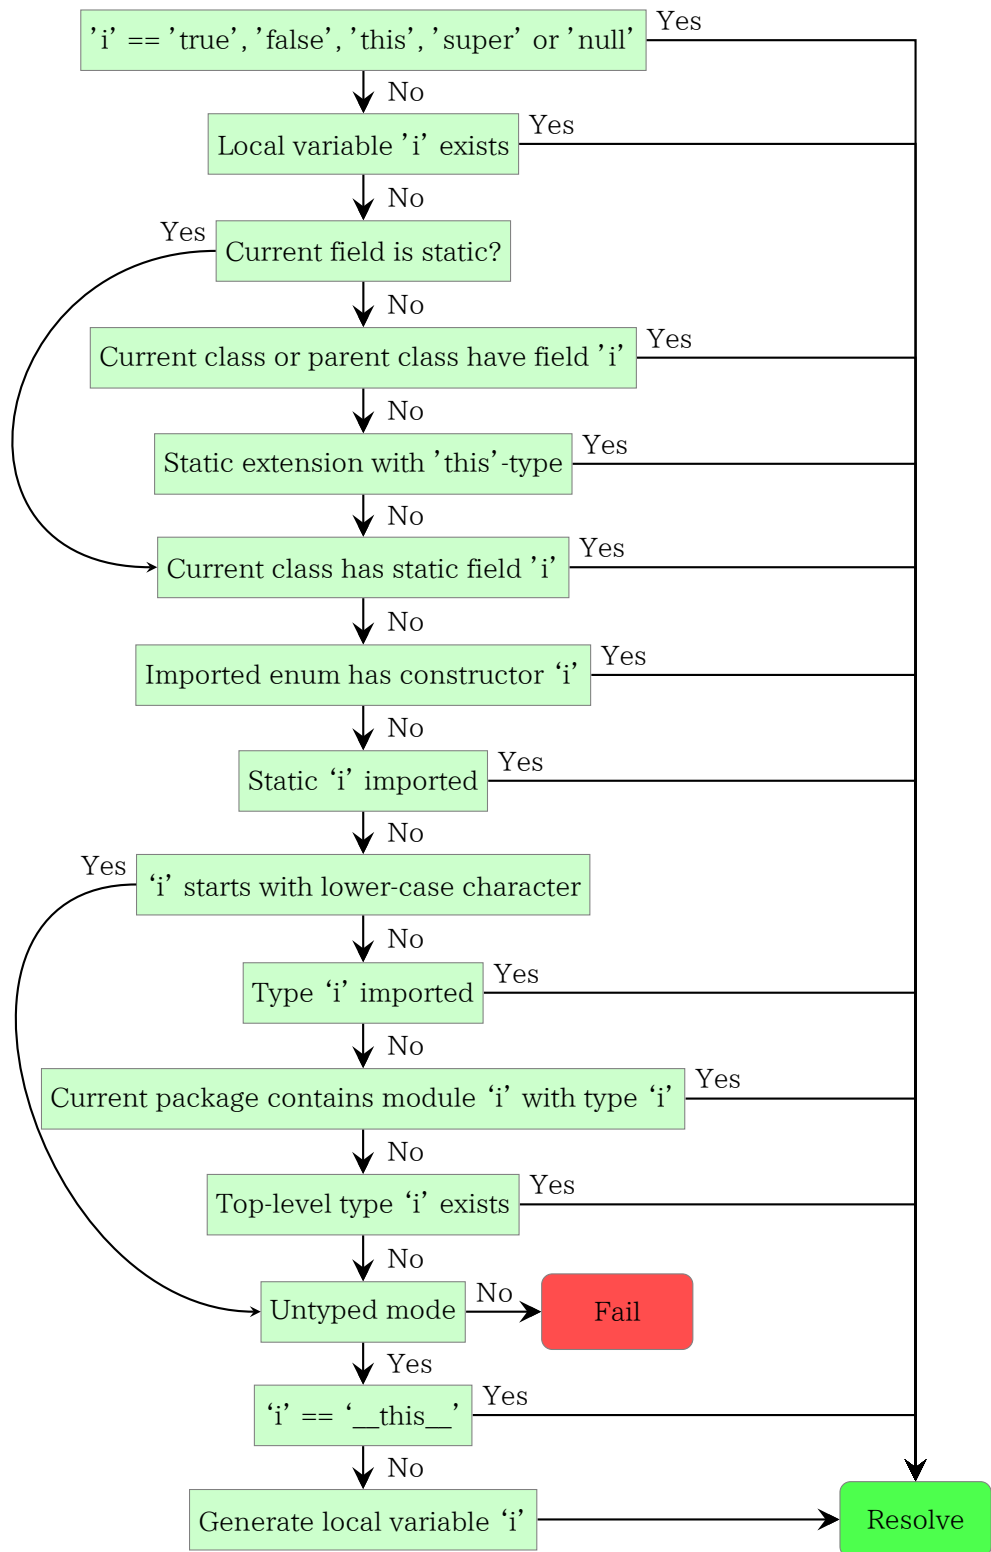 ’i’ == ’true’, ’false’, ’this’, ’super’ or ’null’
Yes
No
Local variable ’i’ exists
Yes
No
Yes
Current field is static?
No
Current class or parent class have field ’i’
Yes
No
Static extension with ’this’-type
Yes
No
Current class has static field ’i’
Yes
No
Imported enum has constructor ‘i’
Yes
No
Static ‘i’ imported
Yes
No
Yes
‘i’ starts with lower-case character
No
Type ‘i’ imported
Yes
No
Current package contains module ‘i’ with type ‘i’
Yes
No
Top-level type ‘i’ exists
Yes
No
Untyped mode
No
Fail
Yes
‘i’ == ‘__this__’
Yes
No
Generate local variable ‘i’
Resolve